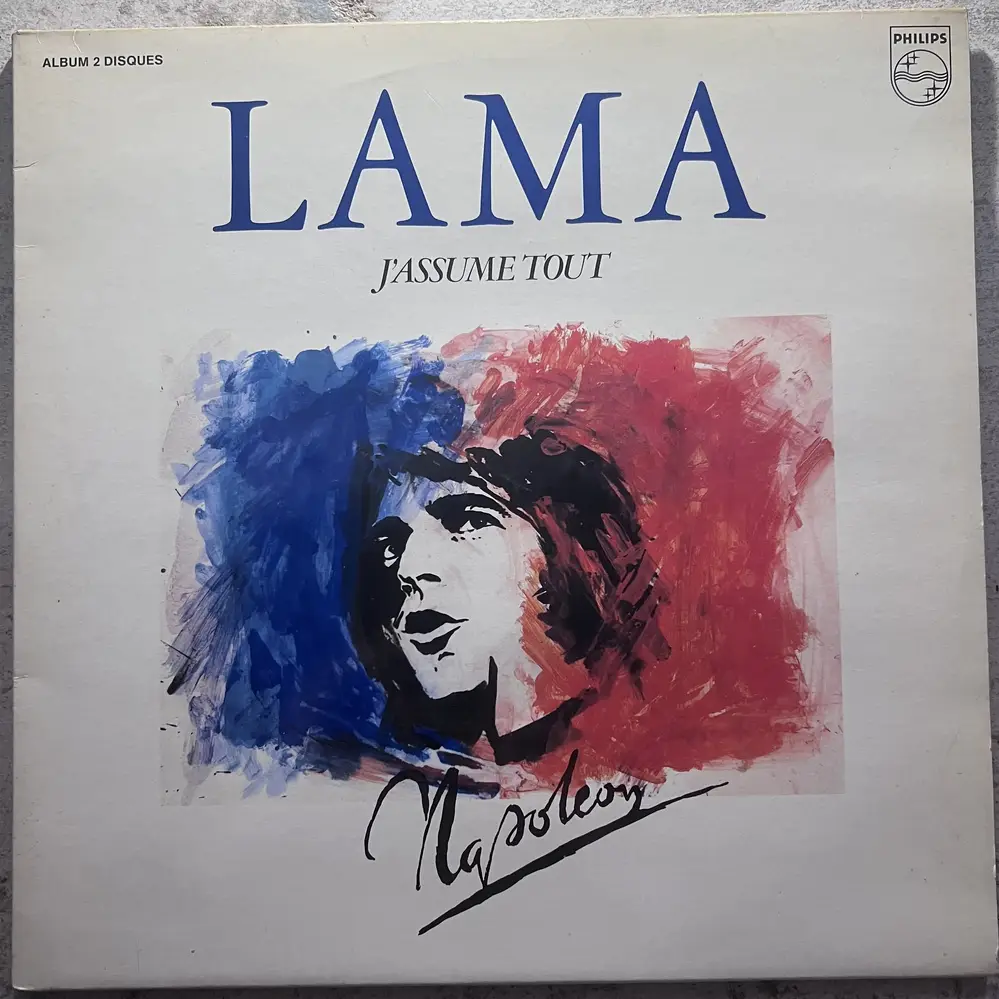 ALBUM 2 DISQUES
PHILIPS
LAMA
J'ASSUME TOUT
Napoleon